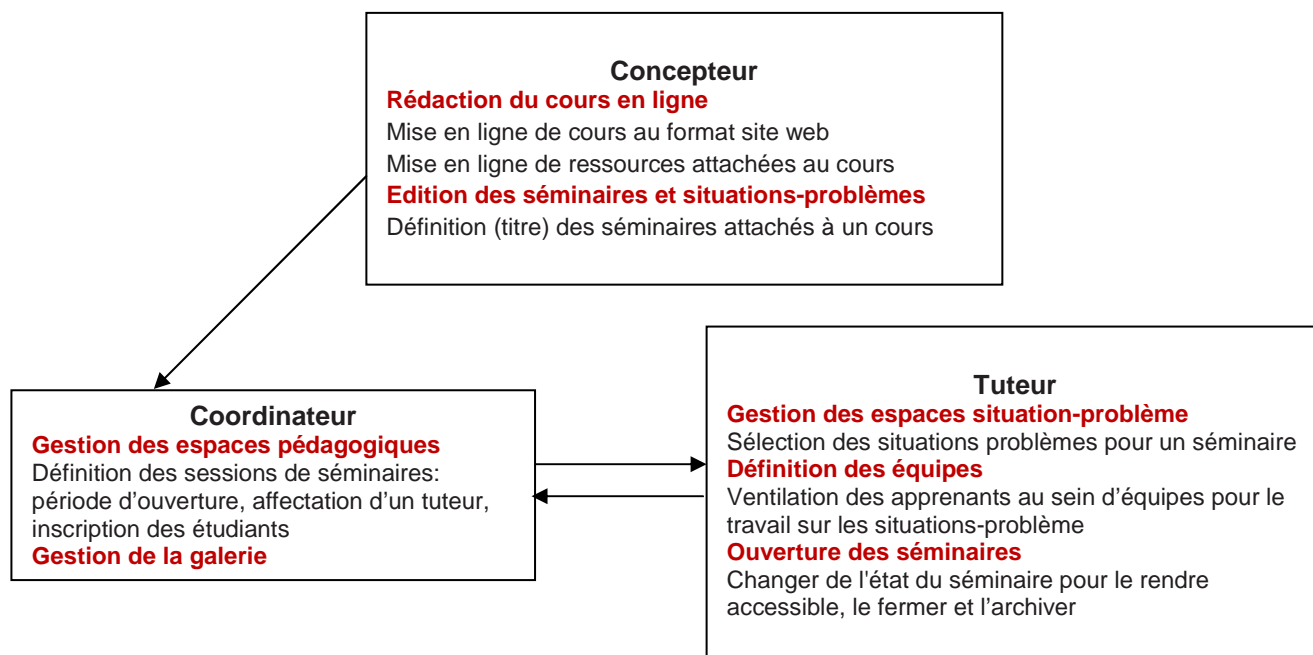 Concepteur
Rédaction du cours en ligne
Mise en ligne de cours au format site web
Mise en ligne de ressources attachées au cours
Edition des séminaires et situations-problèmes
Définition (titre) des séminaires attachés à un cours
Coordinateur
Gestion des espaces pédagogiques
Définition des sessions de séminaires:
période d’ouverture, affectation d’un tuteur,
inscription des étudiants
Gestion de la galerie
Tuteur
Gestion des espaces situation-problème
Sélection des situations problèmes pour un séminaire
Définition des équipes
Ventilation des apprenants au sein d’équipes pour le
travail sur les situations-problème
Ouverture des séminaires
Changer de l'état du séminaire pour le rendre
accessible, le fermer et l’archiver